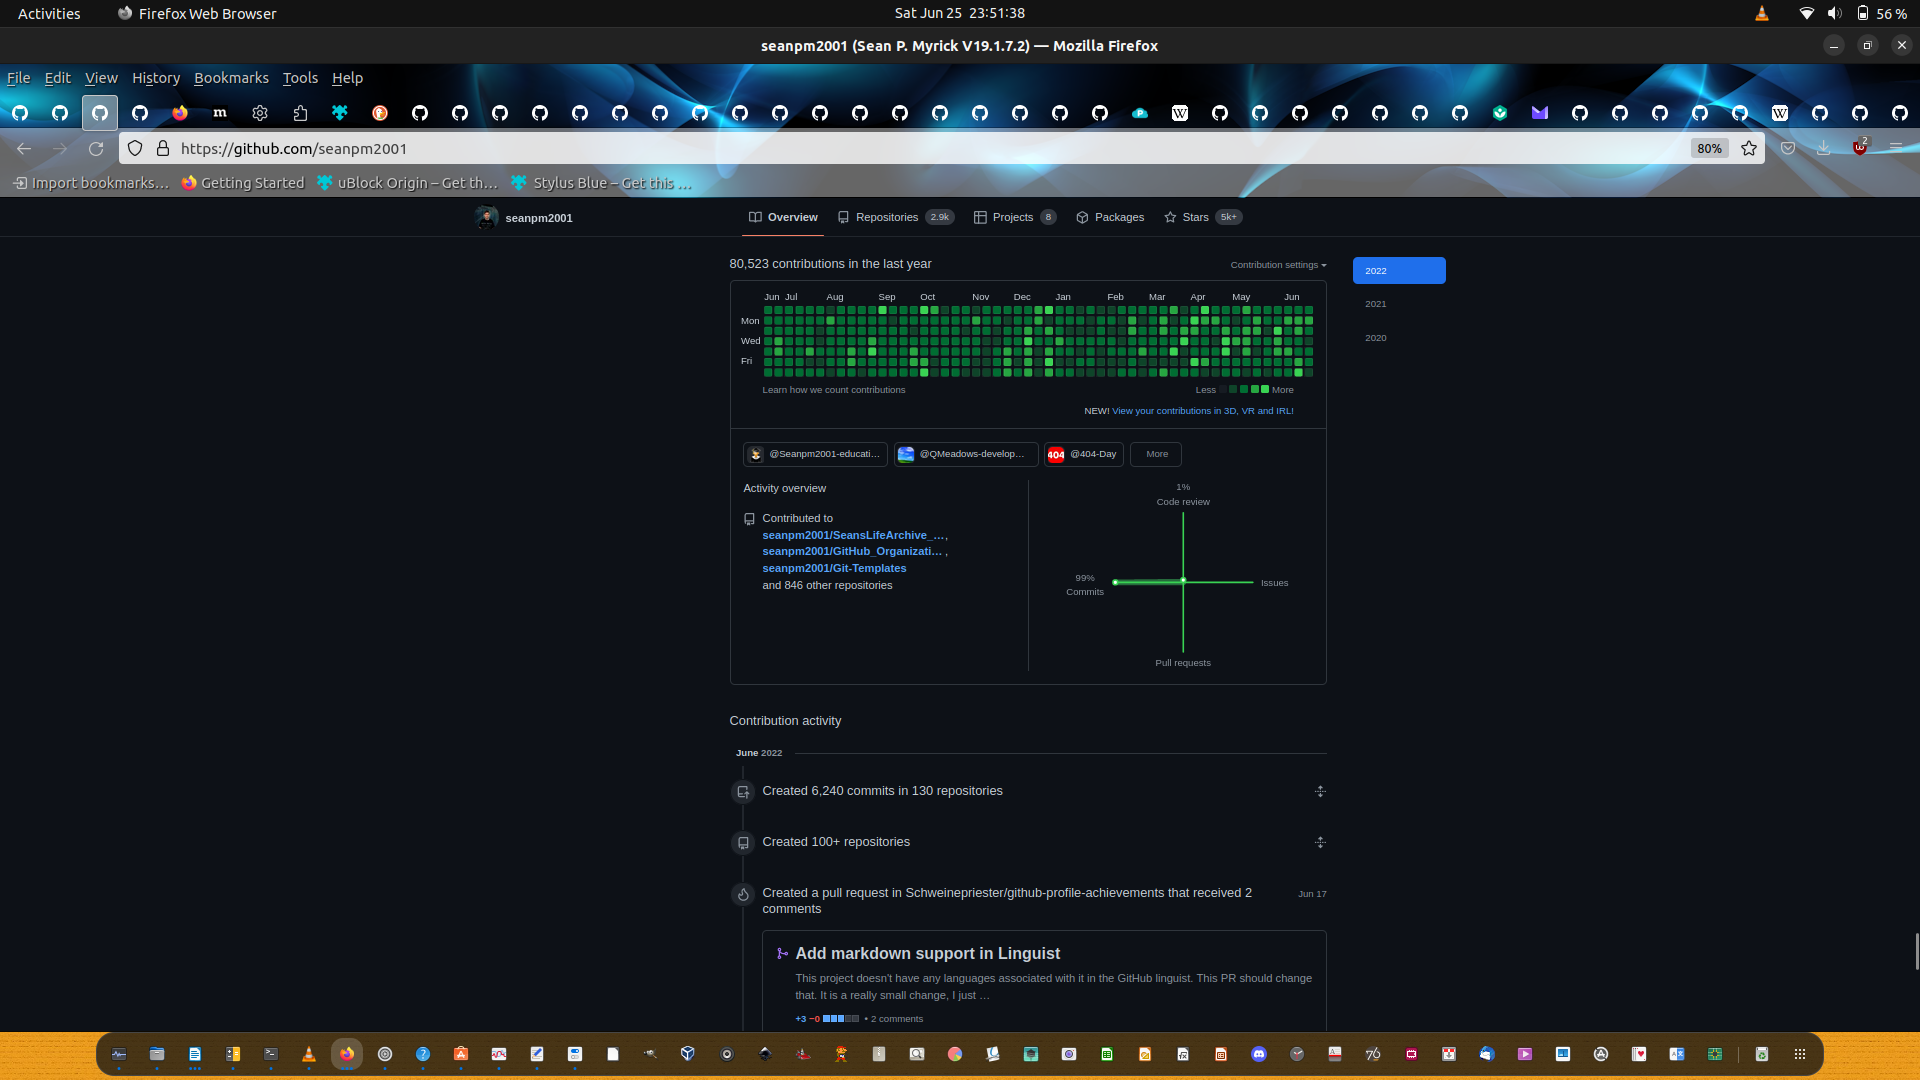 Activities
Firefox Web Browser
Sat Jun 25 23:51:38
56 %
seanpm2001 (Sean P. Myrick V19.1.7.2) — Mozilla Firefox
File Edit View History Bookmarks Tools Help
https://github.com/seanpm2001
80%
2
Import bookmarks…
Getting Started
uBlock Origin – Get th…
Stylus Blue – Get this …
seanpm2001
Overview
Repositories 2.9k
Projects 8
Packages
Stars 5k+
80,523 contributions in the last year
Contribution settings
2022
2021
2020
Jun Jul Aug Sep Oct Nov Dec Jan Feb Mar Apr May Jun
Mon
Wed
Fri
Learn how we count contributions
Less More
NEW! View your contributions in 3D, VR and IRL!
@Seanpm2001-educati…
@QMeadows-develop…
404 @404-Day
More
Activity overview
Contributed to
seanpm2001/SeansLifeArchive_…,
seanpm2001/GitHub_Organizati… ,
seanpm2001/Git-Templates
and 846 other repositories
1%
Code review
99%
Commits
Issues
Pull requests
Contribution activity
June 2022
Created 6,240 commits in 130 repositories
Created 100+ repositories
Created a pull request in Schweinepriester/github-profile-achievements that received 2
comments
Jun 17
Add markdown support in Linguist
This project doesn't have any languages associated with it in the GitHub linguist. This PR should change
that. It is a really small change, I just …
+3 −0 • 2 comments